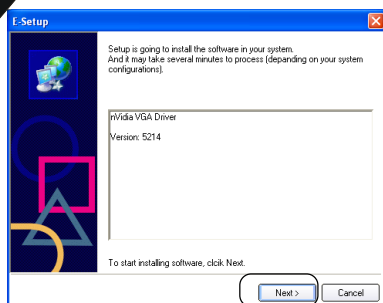 E-Setup
Setup is going to install the software in your system.
And it may take several minutes to process (depanding on your system
configurations).
nVidia VGA Driver
Version: 5214
To start installing software, clcik Next.
Next >
Cancel